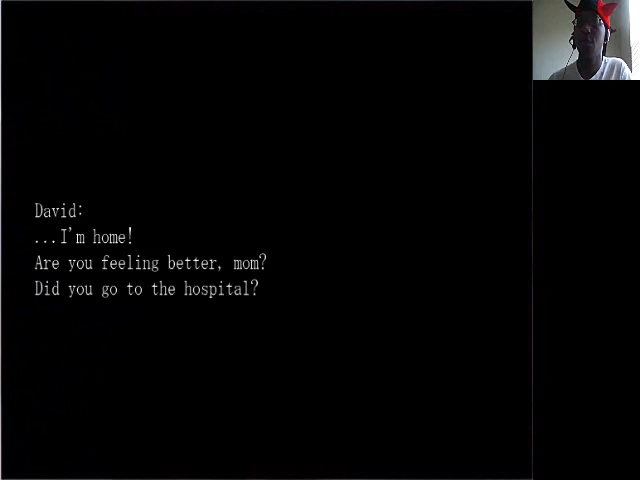 David:
...I'm home!
Are you feeling better, mom?
Did you go to the hospital?